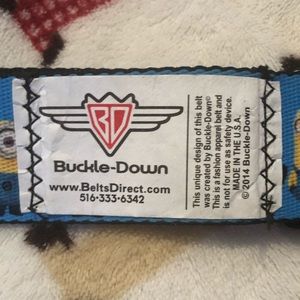 BD
Buckle-Down
www.BeltsDirect.com
516-333-6342
This unique design of this belt
was created by Buckle-Down©
This is a fashion apparel belt and
is not for use as safety device.
MADE IN THE U.S.A.
© 2014 Buckle-Down